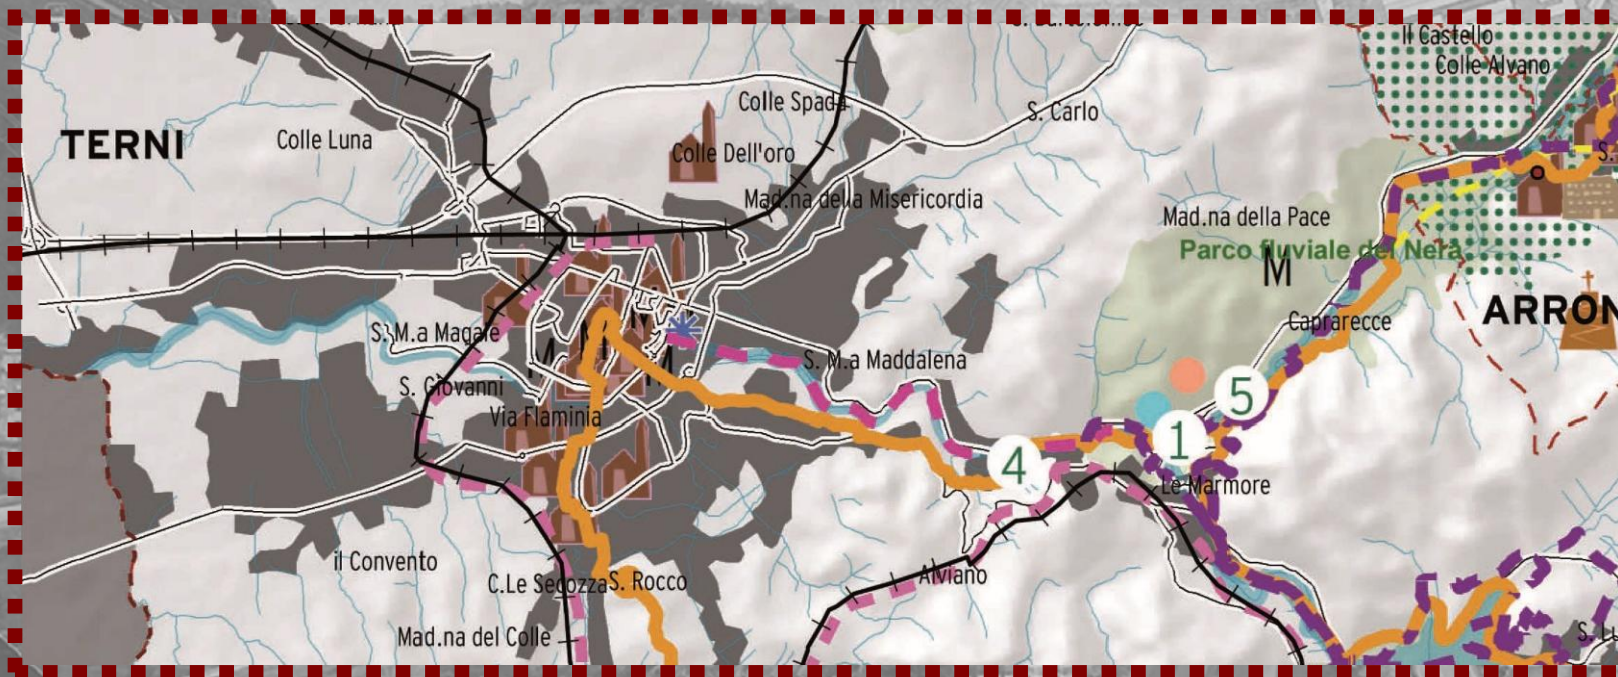 Il Castello
Colle Alvano
Colle Spada
S. Carlo
TERNI
Colle Luna
Colle Dell'oro
Mad.na della Misericordia
Mad.na della Pace
Parco fluviale del Nera
M
ARRON
Caprarecce
S. M.a Magale
M
M
M
M
S. M.a Maddalena
S. Giovanni
Via Flaminia
5
1
4
Le Marmore
il Convento
Alviano
C.Le Secozza
S. Rocco
Mad.na del Colle
S. Lu